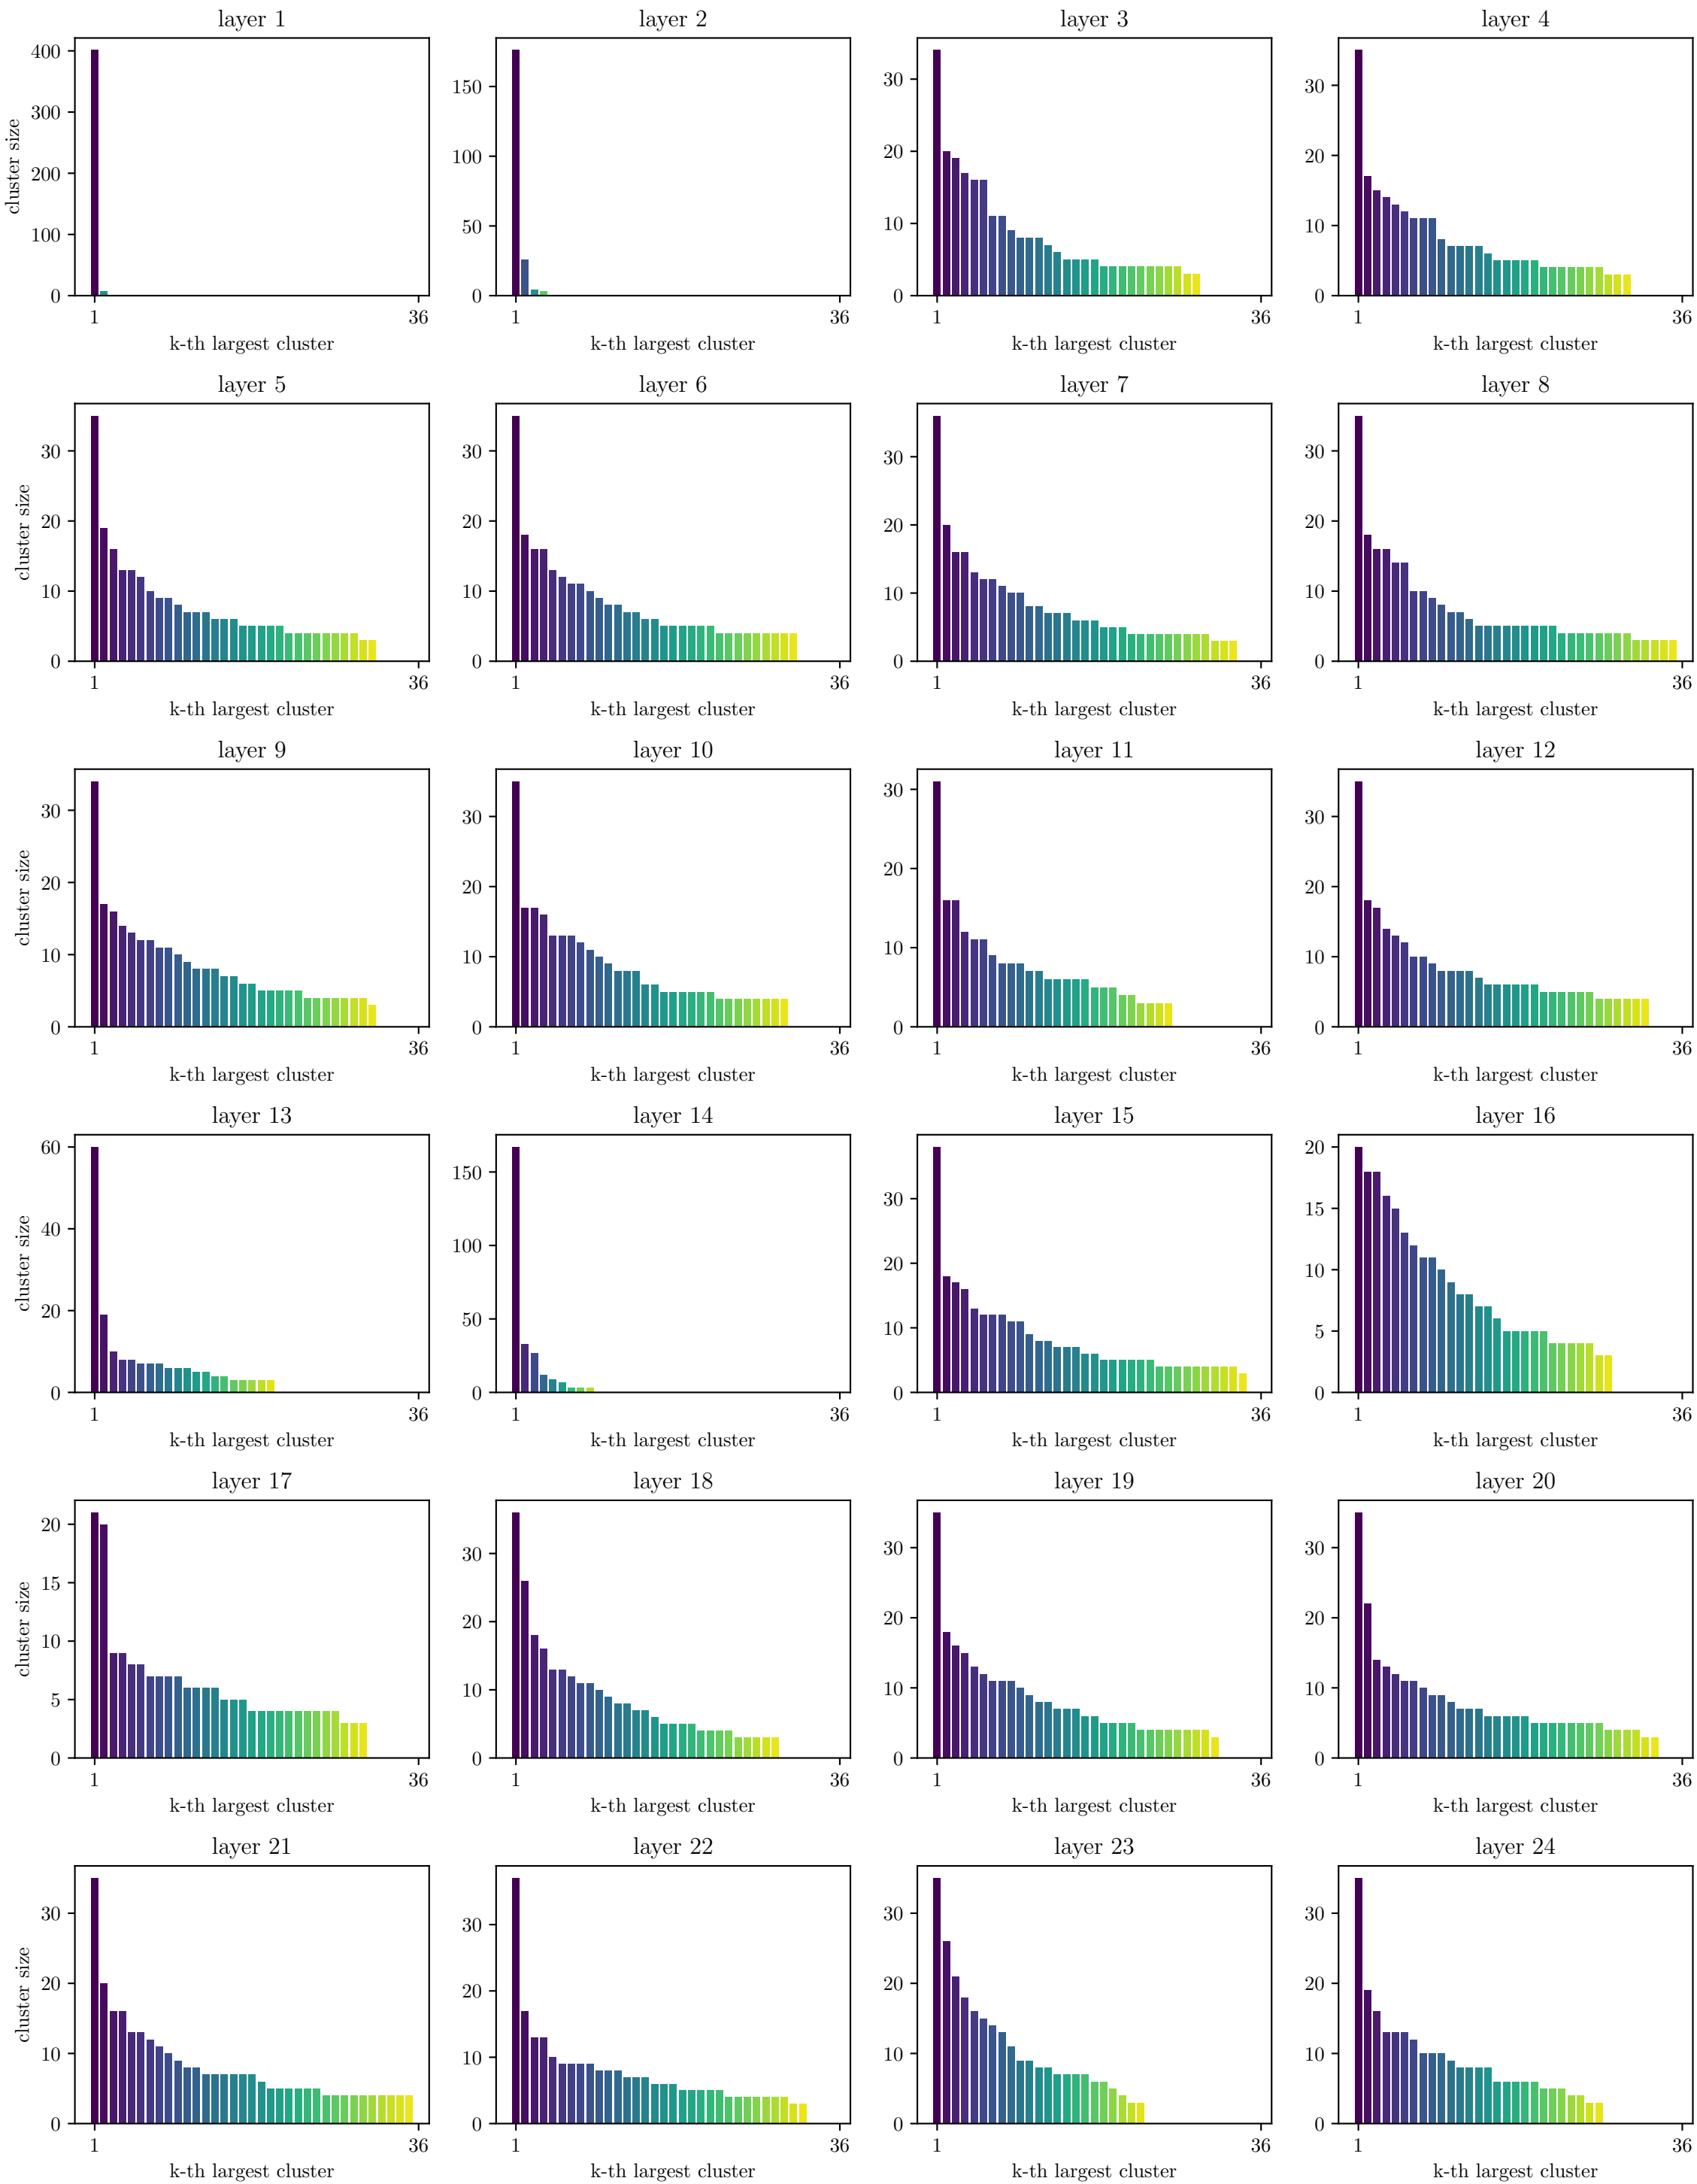 layer 1
layer 2
layer 3
layer 4
400
300
200
100
0
cluster size
1
36
k-th largest cluster
150
100
50
0
1
36
k-th largest cluster
30
20
10
0
1
36
k-th largest cluster
30
20
10
0
1
36
k-th largest cluster
layer 5
layer 6
layer 7
layer 8
30
20
10
0
cluster size
1
36
k-th largest cluster
30
20
10
0
1
36
k-th largest cluster
30
20
10
0
1
36
k-th largest cluster
30
20
10
0
1
36
k-th largest cluster
layer 9
layer 10
layer 11
layer 12
30
20
10
0
cluster size
1
36
k-th largest cluster
30
20
10
0
1
36
k-th largest cluster
30
20
10
0
1
36
k-th largest cluster
30
20
10
0
1
36
k-th largest cluster
layer 13
layer 14
layer 15
layer 16
60
40
20
0
cluster size
1
36
k-th largest cluster
150
100
50
0
1
36
k-th largest cluster
30
20
10
0
1
36
k-th largest cluster
20
15
10
5
0
1
36
k-th largest cluster
layer 17
layer 18
layer 19
layer 20
20
15
10
5
0
cluster size
1
36
k-th largest cluster
30
20
10
0
1
36
k-th largest cluster
30
20
10
0
1
36
k-th largest cluster
30
20
10
0
1
36
k-th largest cluster
layer 21
layer 22
layer 23
layer 24
30
20
10
0
cluster size
1
36
k-th largest cluster
30
20
10
0
1
36
k-th largest cluster
30
20
10
0
1
36
k-th largest cluster
30
20
10
0
1
36
k-th largest cluster